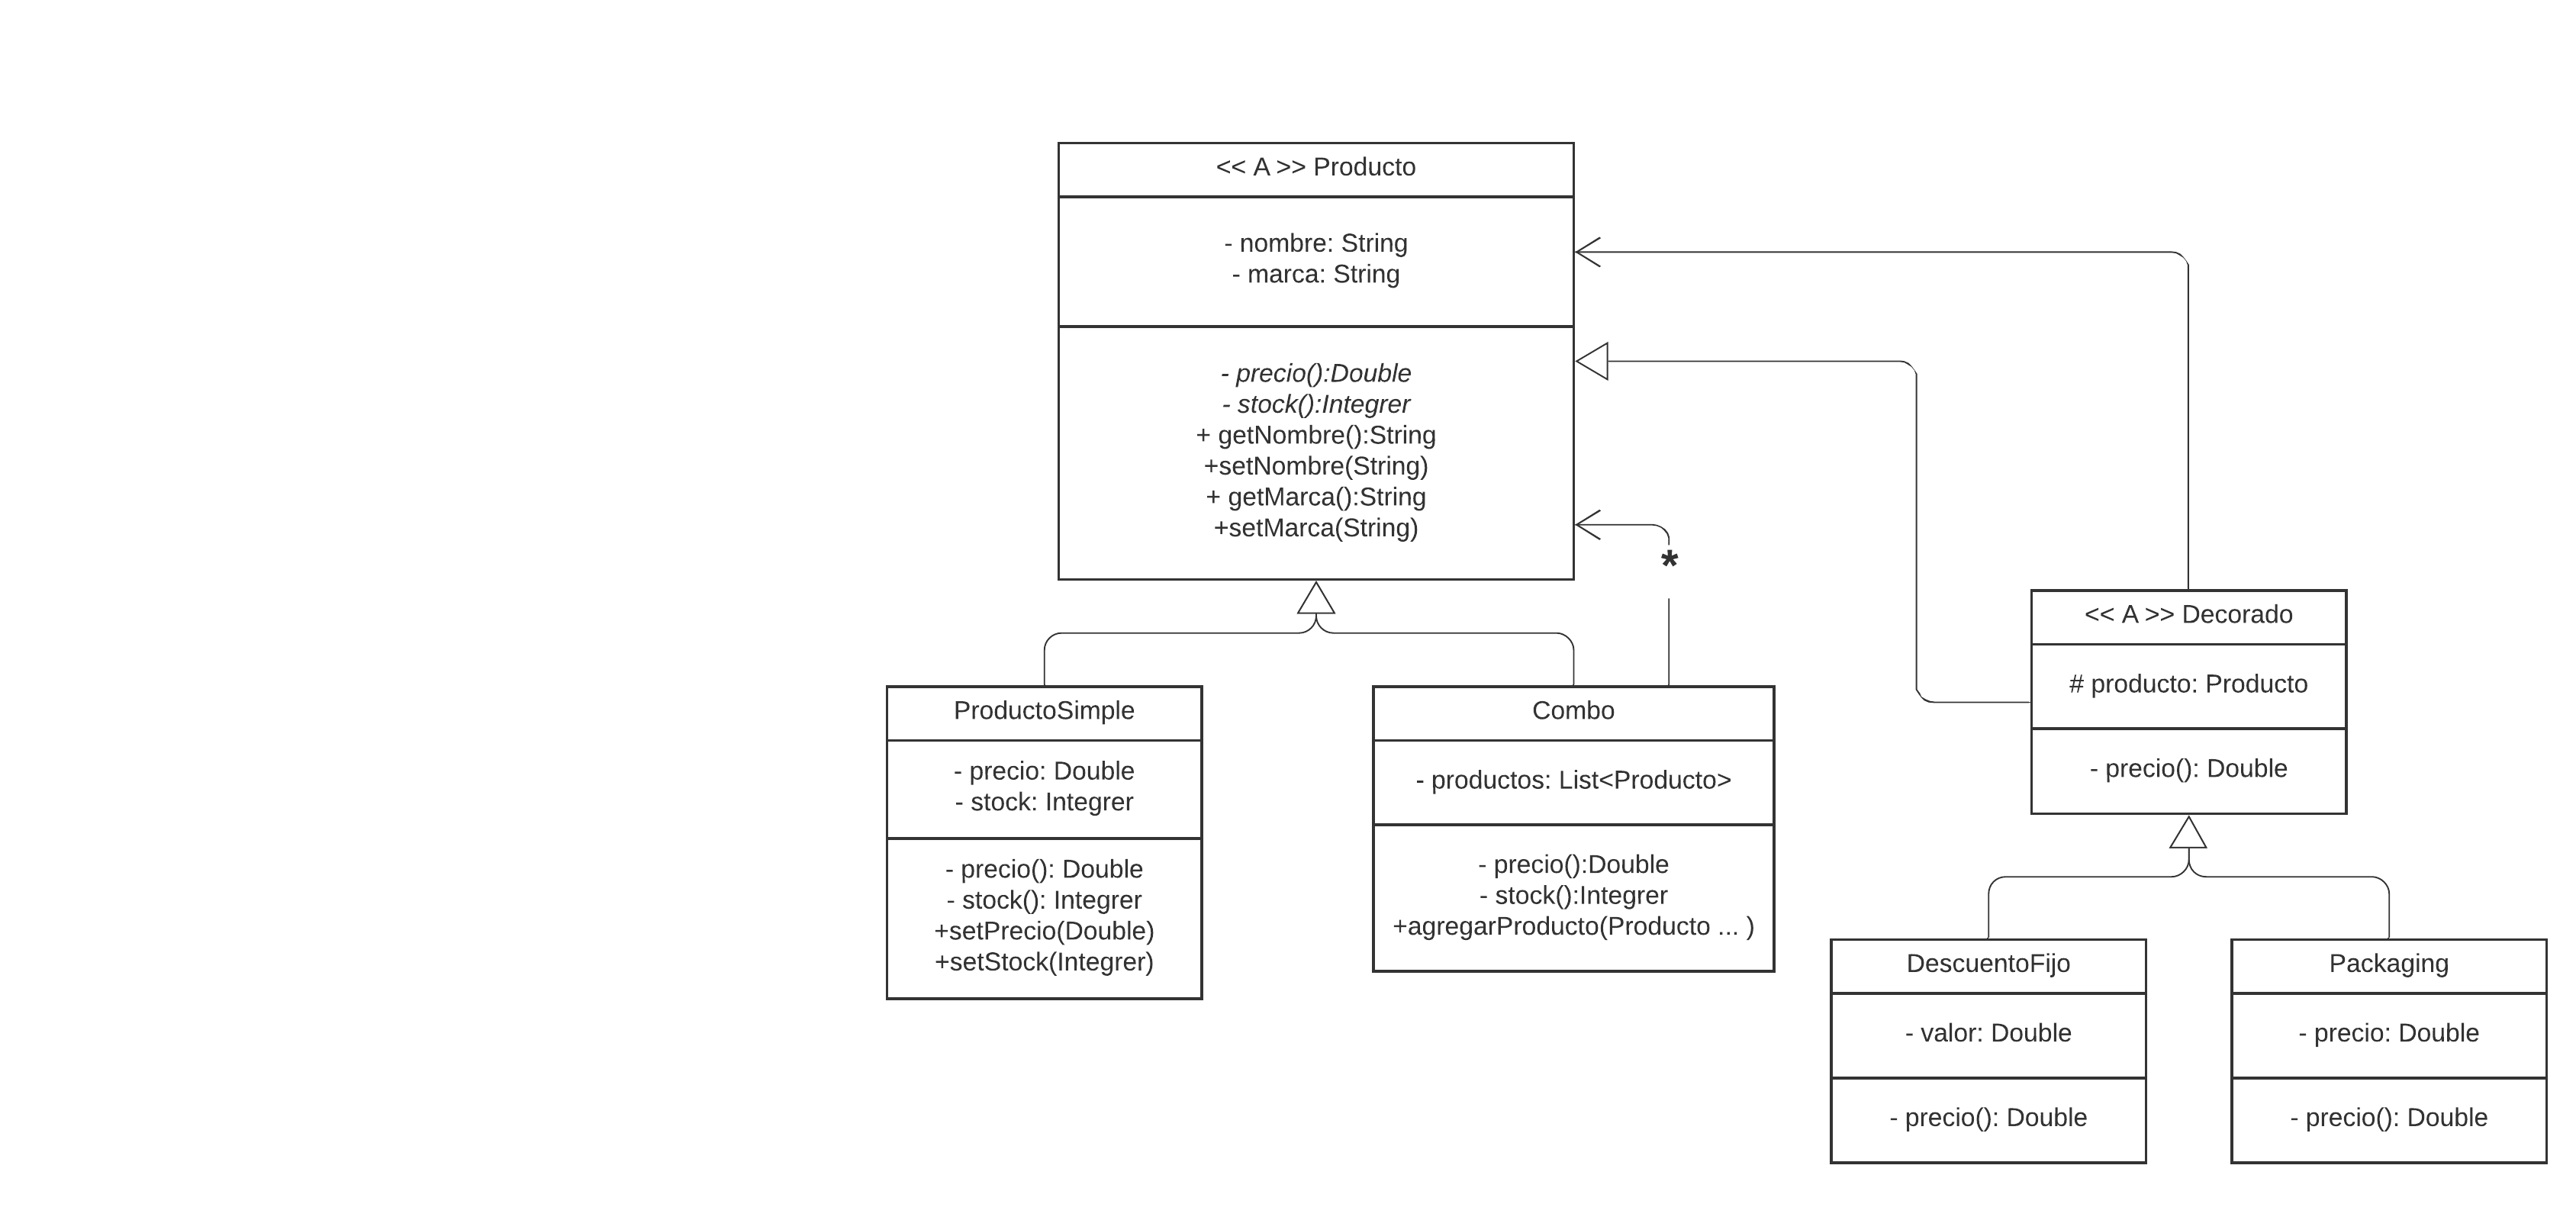 << A >> Producto
- nombre: String
- marca: String
- precio():Double
- stock():Integrer
+ getNombre():String
+setNombre(String)
+ getMarca():String
+setMarca(String)
*
<< A >> Decorado
# producto: Producto
- precio(): Double
ProductoSimple
- precio: Double
- stock: Integrer
- precio(): Double
- stock(): Integrer
+setPrecio(Double)
+setStock(Integrer)
Combo
- productos: List<Producto>
- precio():Double
- stock():Integrer
+agregarProducto(Producto ... )
DescuentoFijo
- valor: Double
- precio(): Double
Packaging
- precio: Double
- precio(): Double